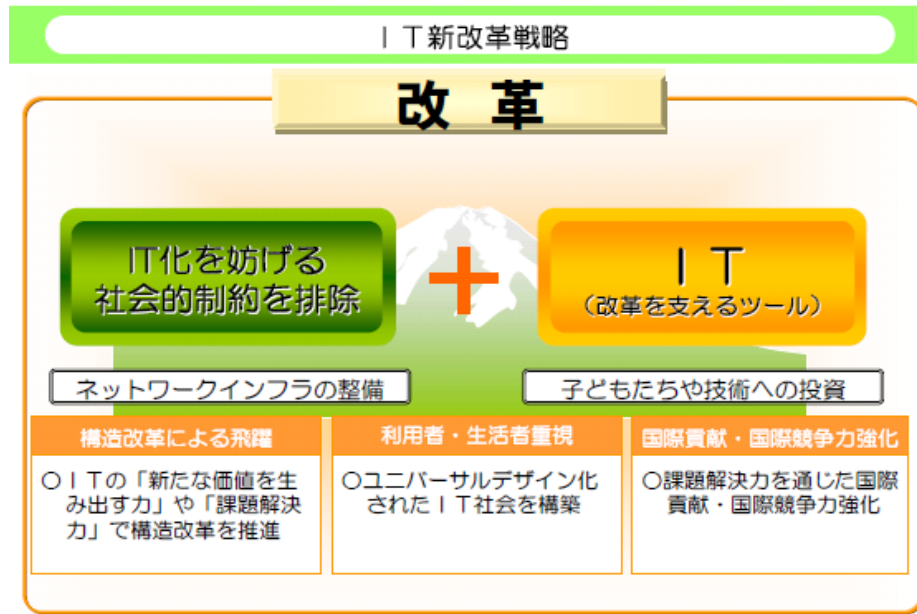 ＩＴ新改革戦略
改 革
IT化を妨げる
社会的制約を排除
＋
ＩＴ
（改革を支えるツール）
ネットワークインフラの整備
子どもたちや技術への投資
構造改革による飛躍
○ＩＴの「新たな価値を生
み出す力」や「課題解決
力」で構造改革を推進
利用者・生活者重視
○ユニバーサルデザイン化
されたＩＴ社会を構築
国際貢献・国際競争力強化
○課題解決力を通じた国際
貢献・国際競争力強化